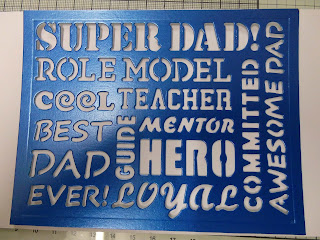 SUPER DAD!
ROLE MODEL
COOL TEACHER
BEST
GUIDE
MENTOR
DAD
HERO
EVER!
LOYAL
COMMITTED
AWESOME DAD